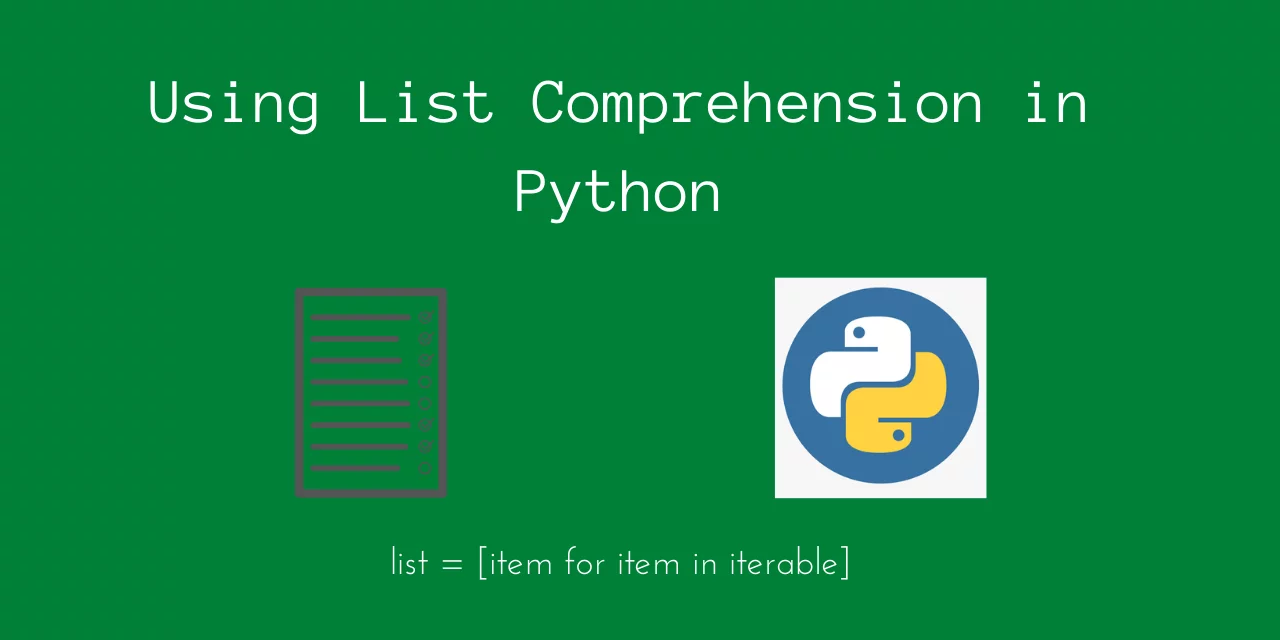 Using List Comprehension in
Python
list = [item for item in iterable]